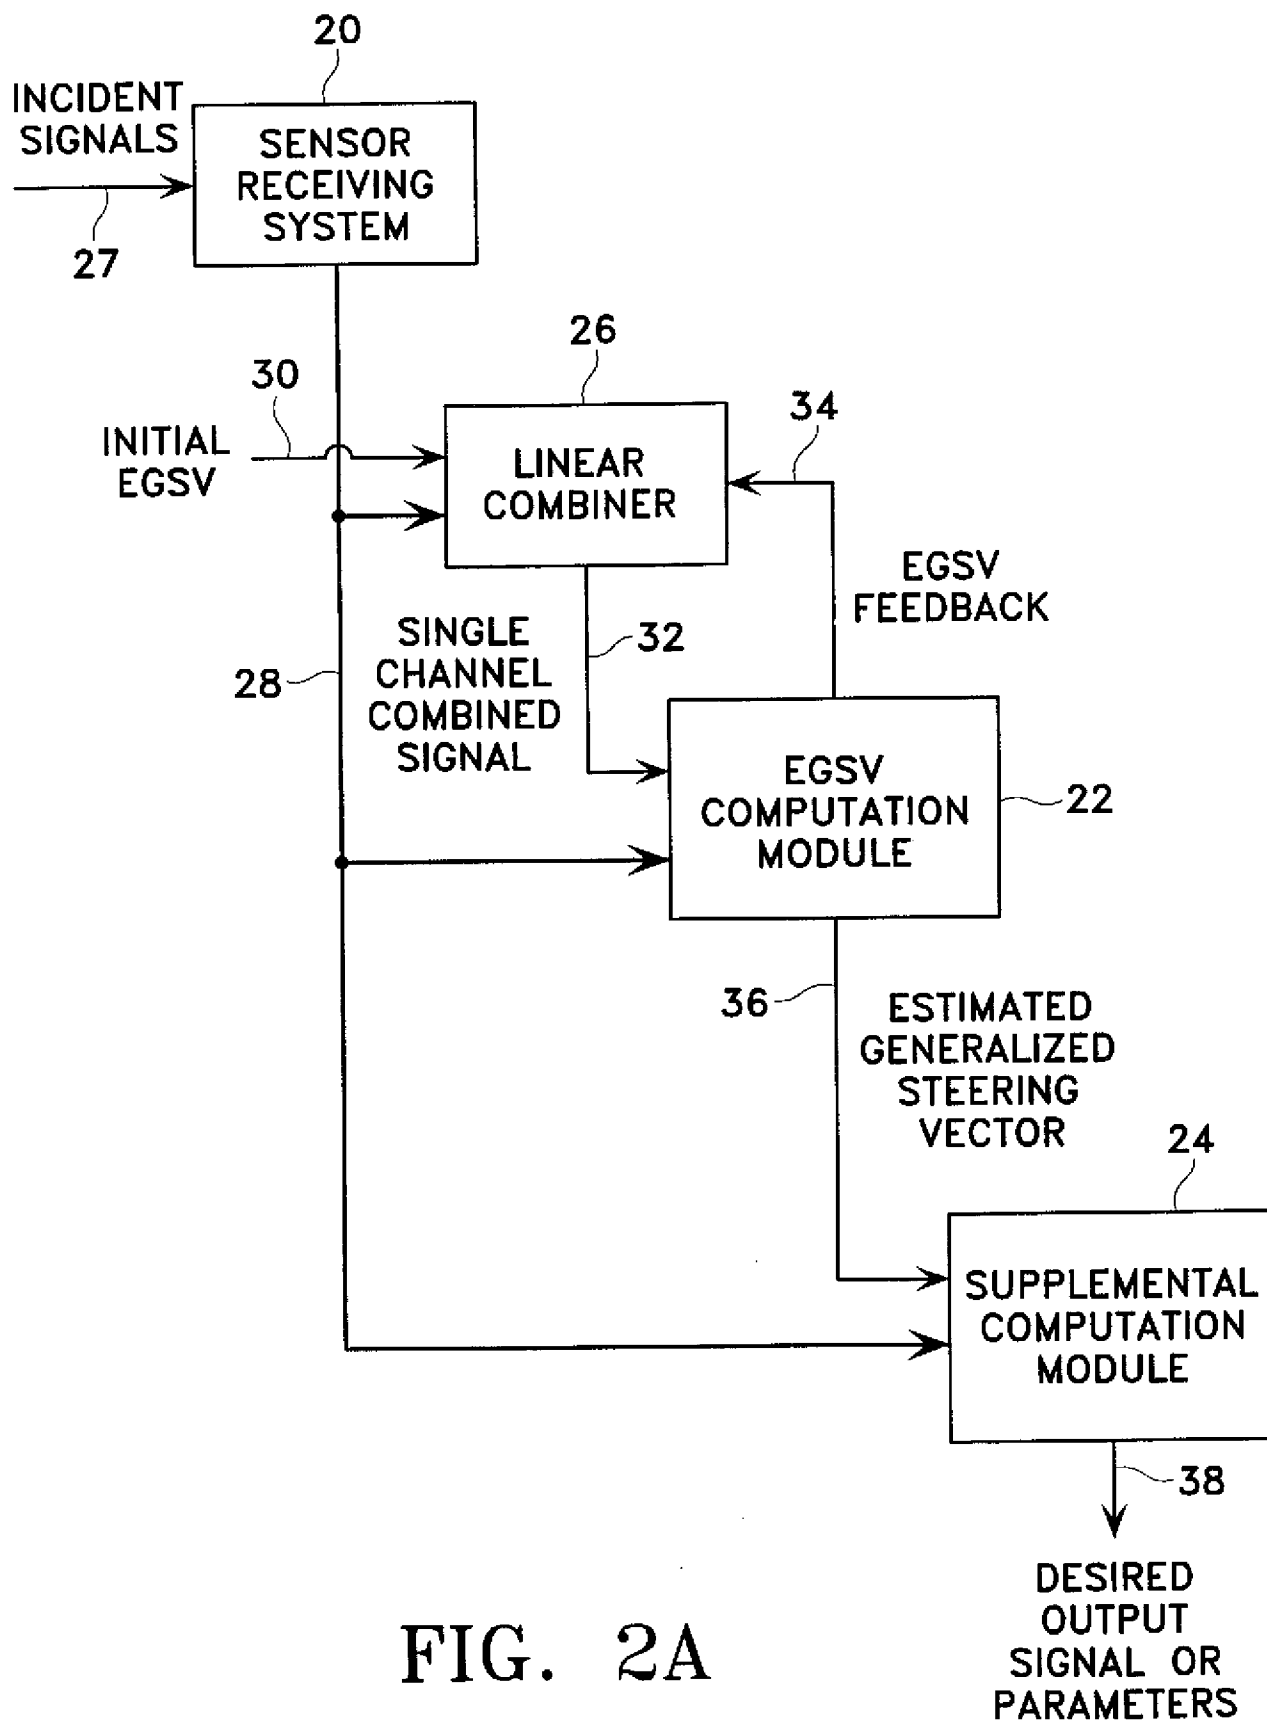 20
INCIDENT
SIGNALS
27
SENSOR
RECEIVING
SYSTEM
26
30
34
INITIAL
EGSV
LINEAR
COMBINER
EGSV
FEEDBACK
32
28
SINGLE
CHANNEL
COMBINED
SIGNAL
EGSV
COMPUTATION
MODULE
22
36
ESTIMATED
GENERALIZED
STEERING
VECTOR
24
SUPPLEMENTAL
COMPUTATION
MODULE
38
DESIRED
OUTPUT
SIGNAL OR
PARAMETERS
FIG. 2A